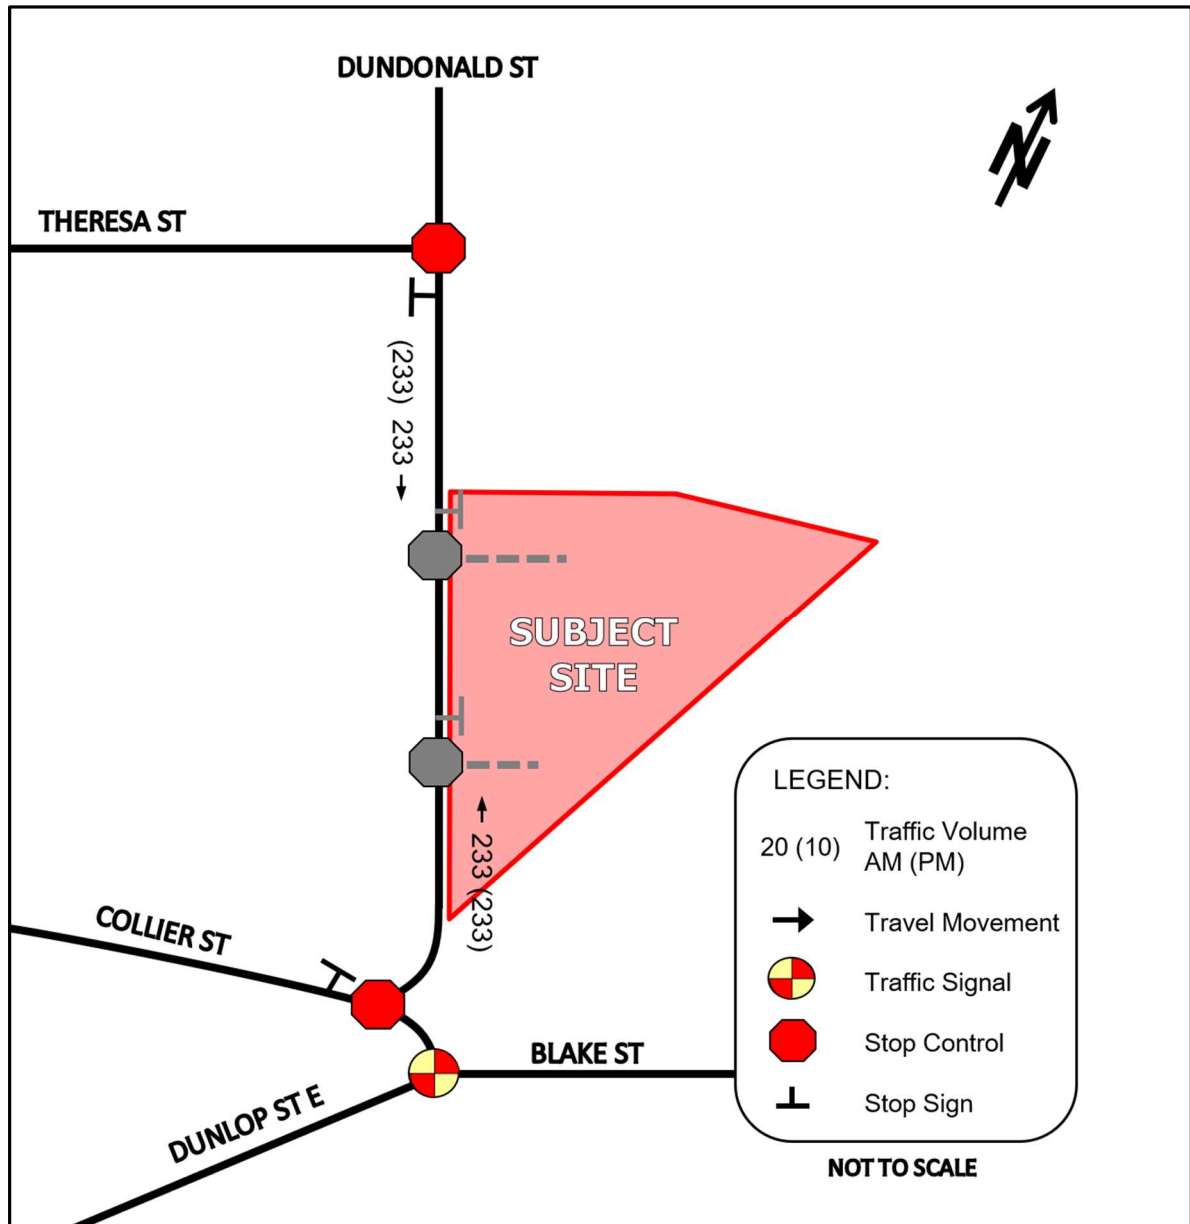 DUNDONALD ST
N
THERESA ST
(233) 233
SUBJECT
SITE
233 (233)
COLLIER ST
BLAKE ST
DUNLOP ST E
LEGEND:
20 (10) Traffic Volume
AM (PM)
Travel Movement
Traffic Signal
Stop Control
Stop Sign
NOT TO SCALE